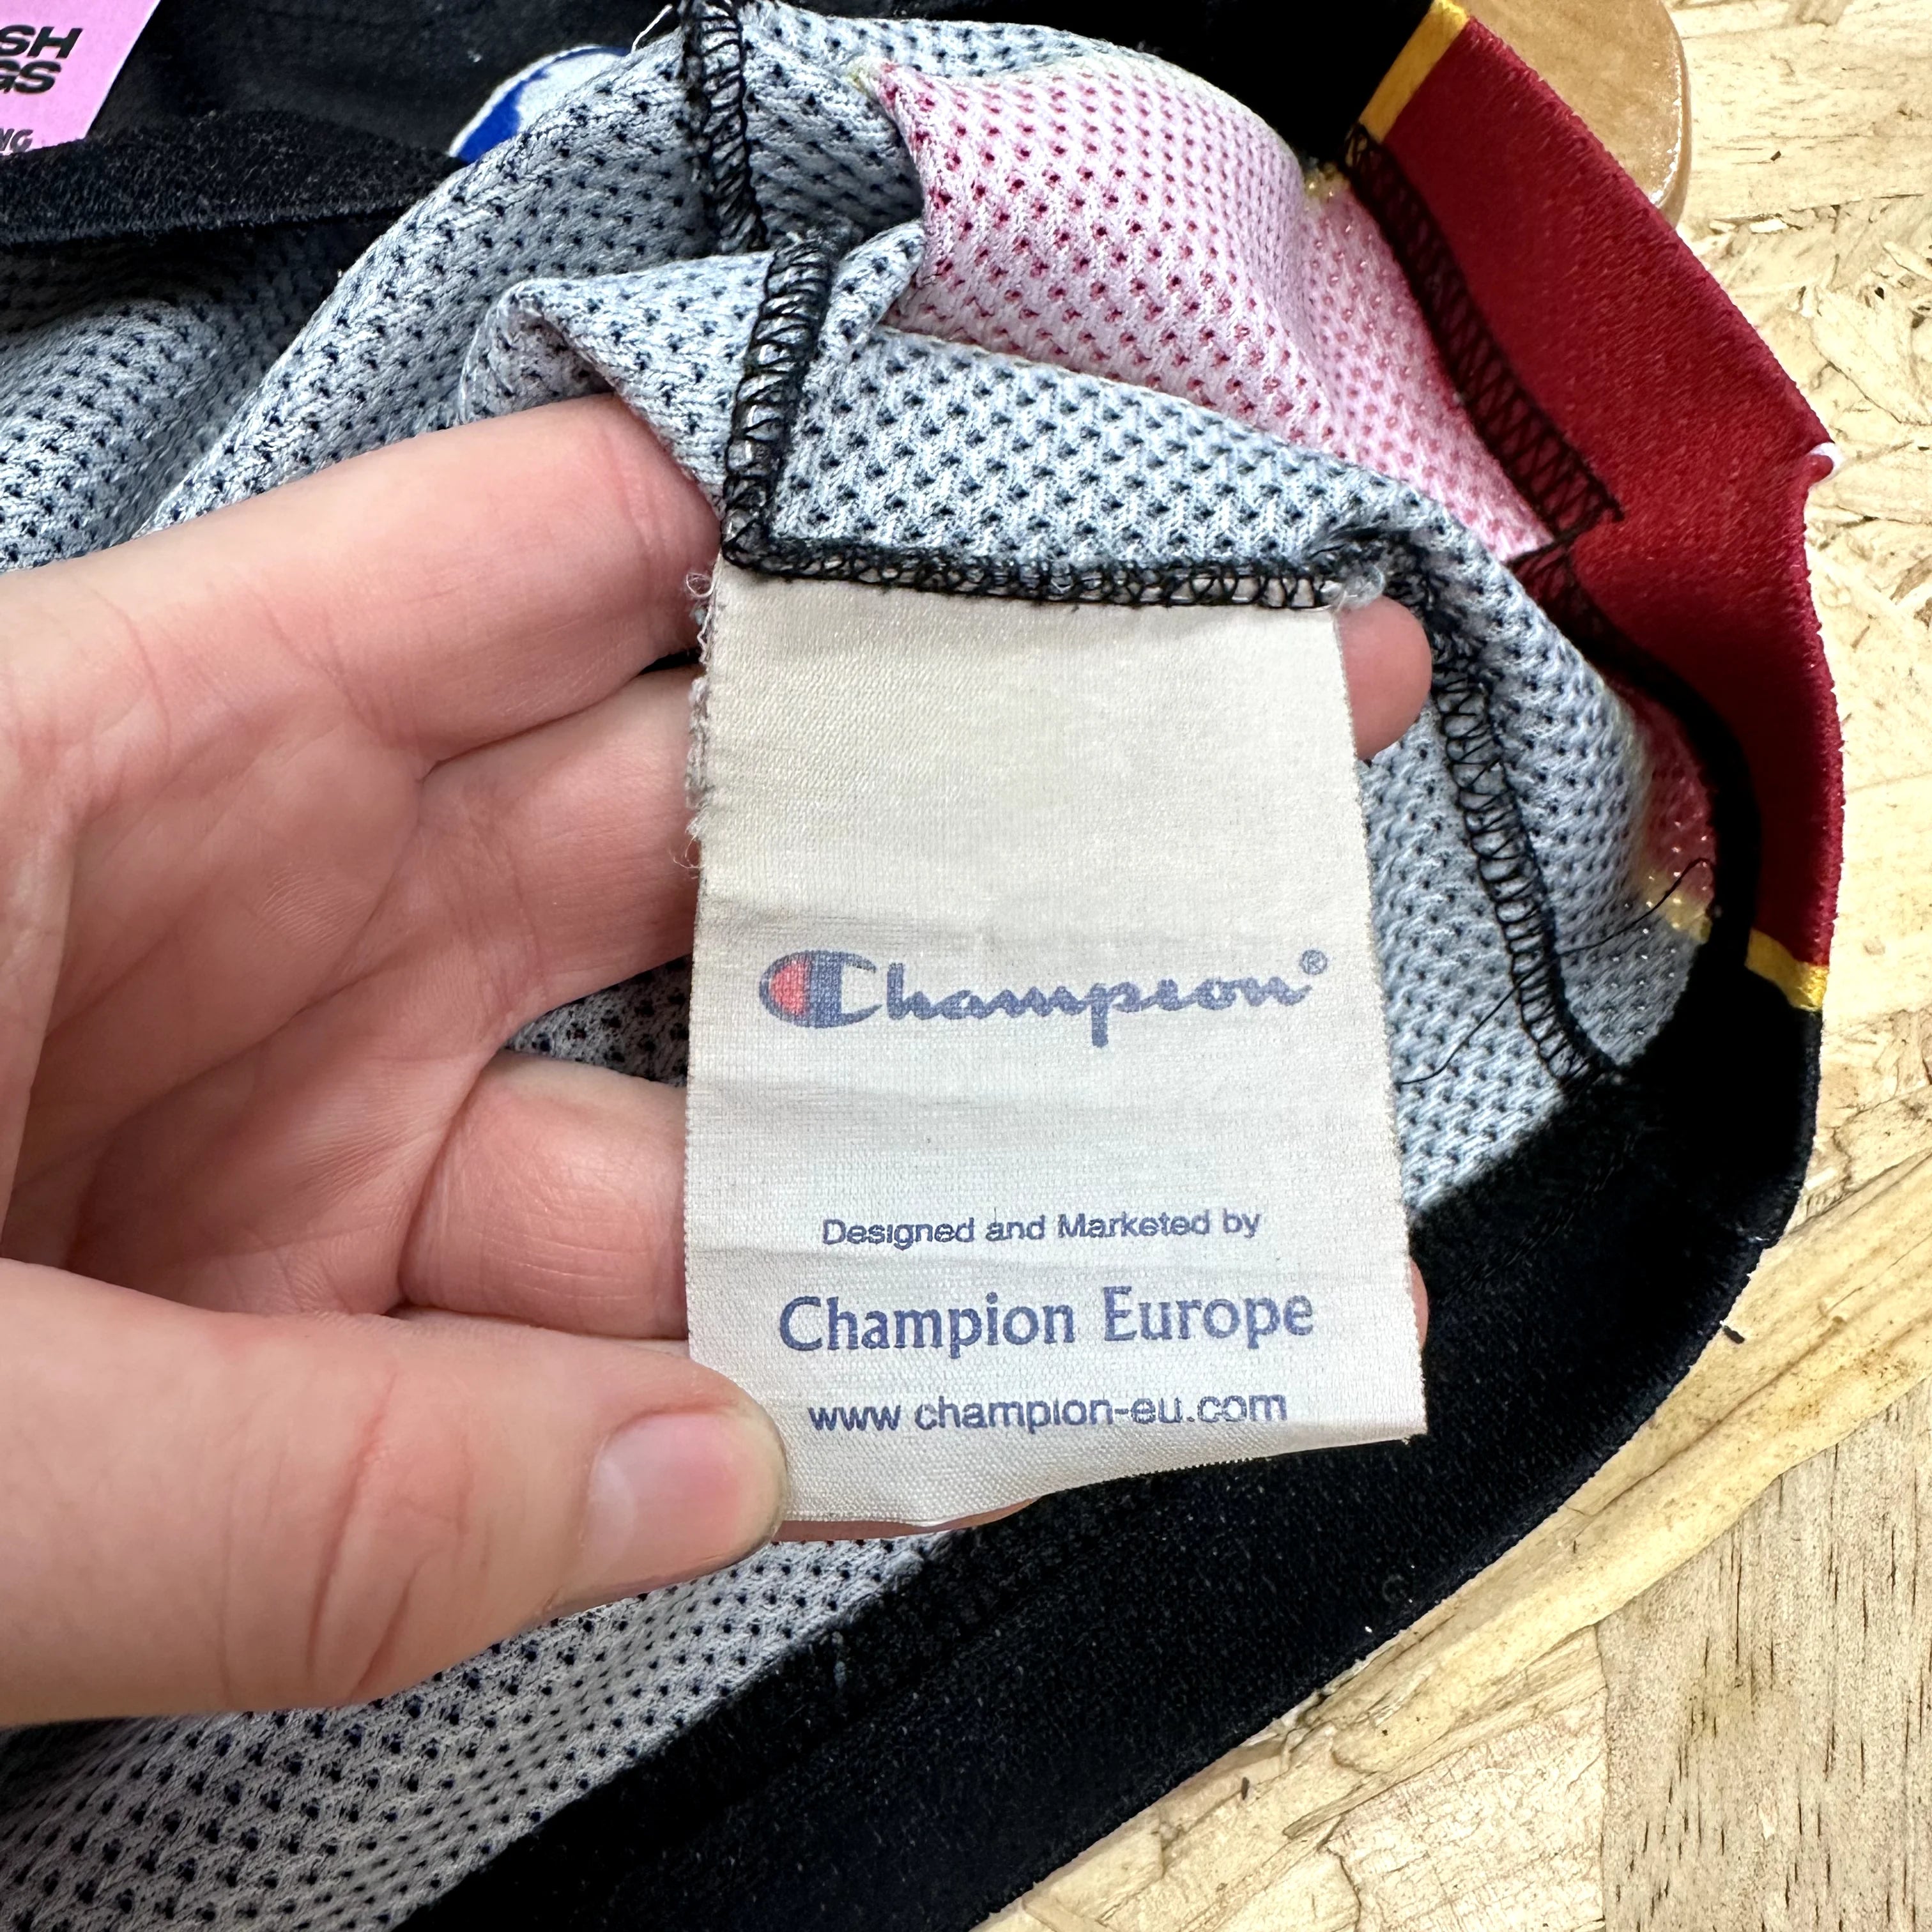 Champion®
Designed and Marketed by
Champion Europe
www champion-eu.com